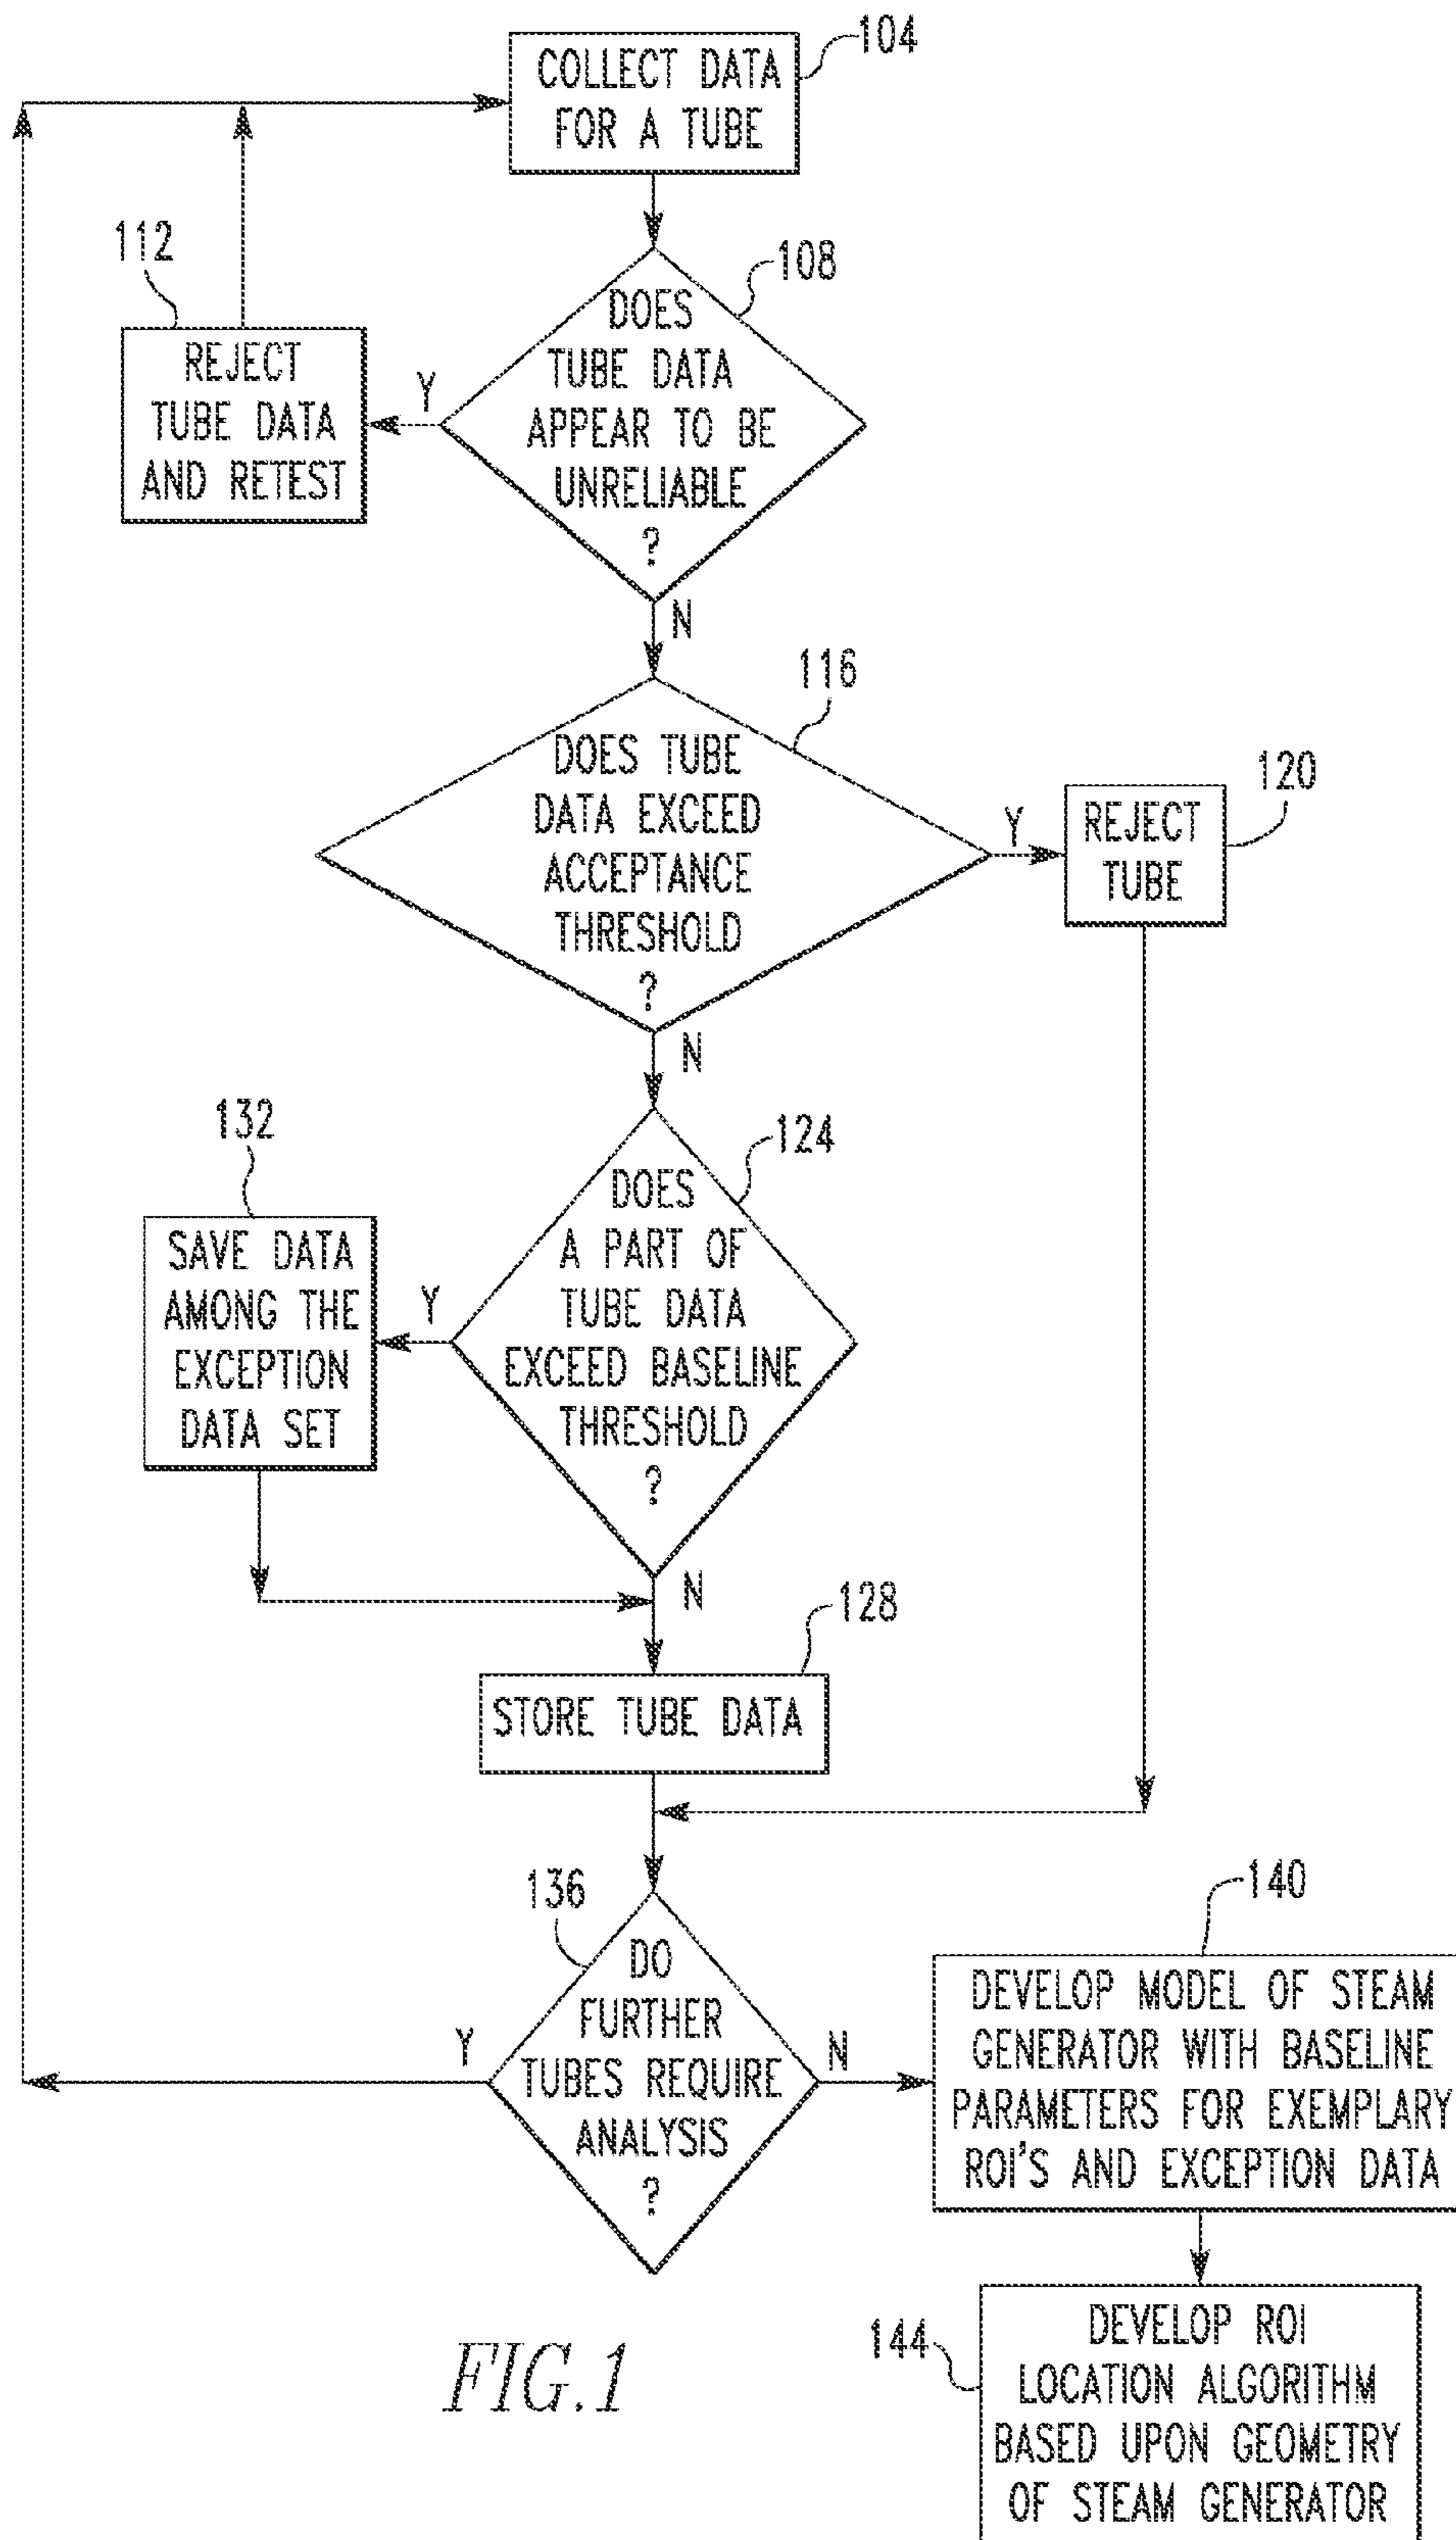 104
COLLECT DATA
FOR A TUBE
112
108
DOES
TUBE DATA
APPEAR TO BE
UNRELIABLE
?
Y
REJECT
TUBE DATA
AND RETEST
N
116
DOES TUBE
DATA EXCEED
ACCEPTANCE
THRESHOLD
?
Y
120
REJECT
TUBE
N
132
124
DOES
A PART OF
TUBE DATA
EXCEED BASELINE
THRESHOLD
?
Y
SAVE DATA
AMONG THE
EXCEPTION
DATA SET
N
128
STORE TUBE DATA
136
DO
FURTHER
TUBES REQUIRE
ANALYSIS
?
Y
N
140
DEVELOP MODEL OF STEAM
GENERATOR WITH BASELINE
PARAMETERS FOR EXEMPLARY
ROI'S AND EXCEPTION DATA
144
DEVELOP ROI
LOCATION ALGORITHM
BASED UPON GEOMETRY
OF STEAM GENERATOR
FIG.1